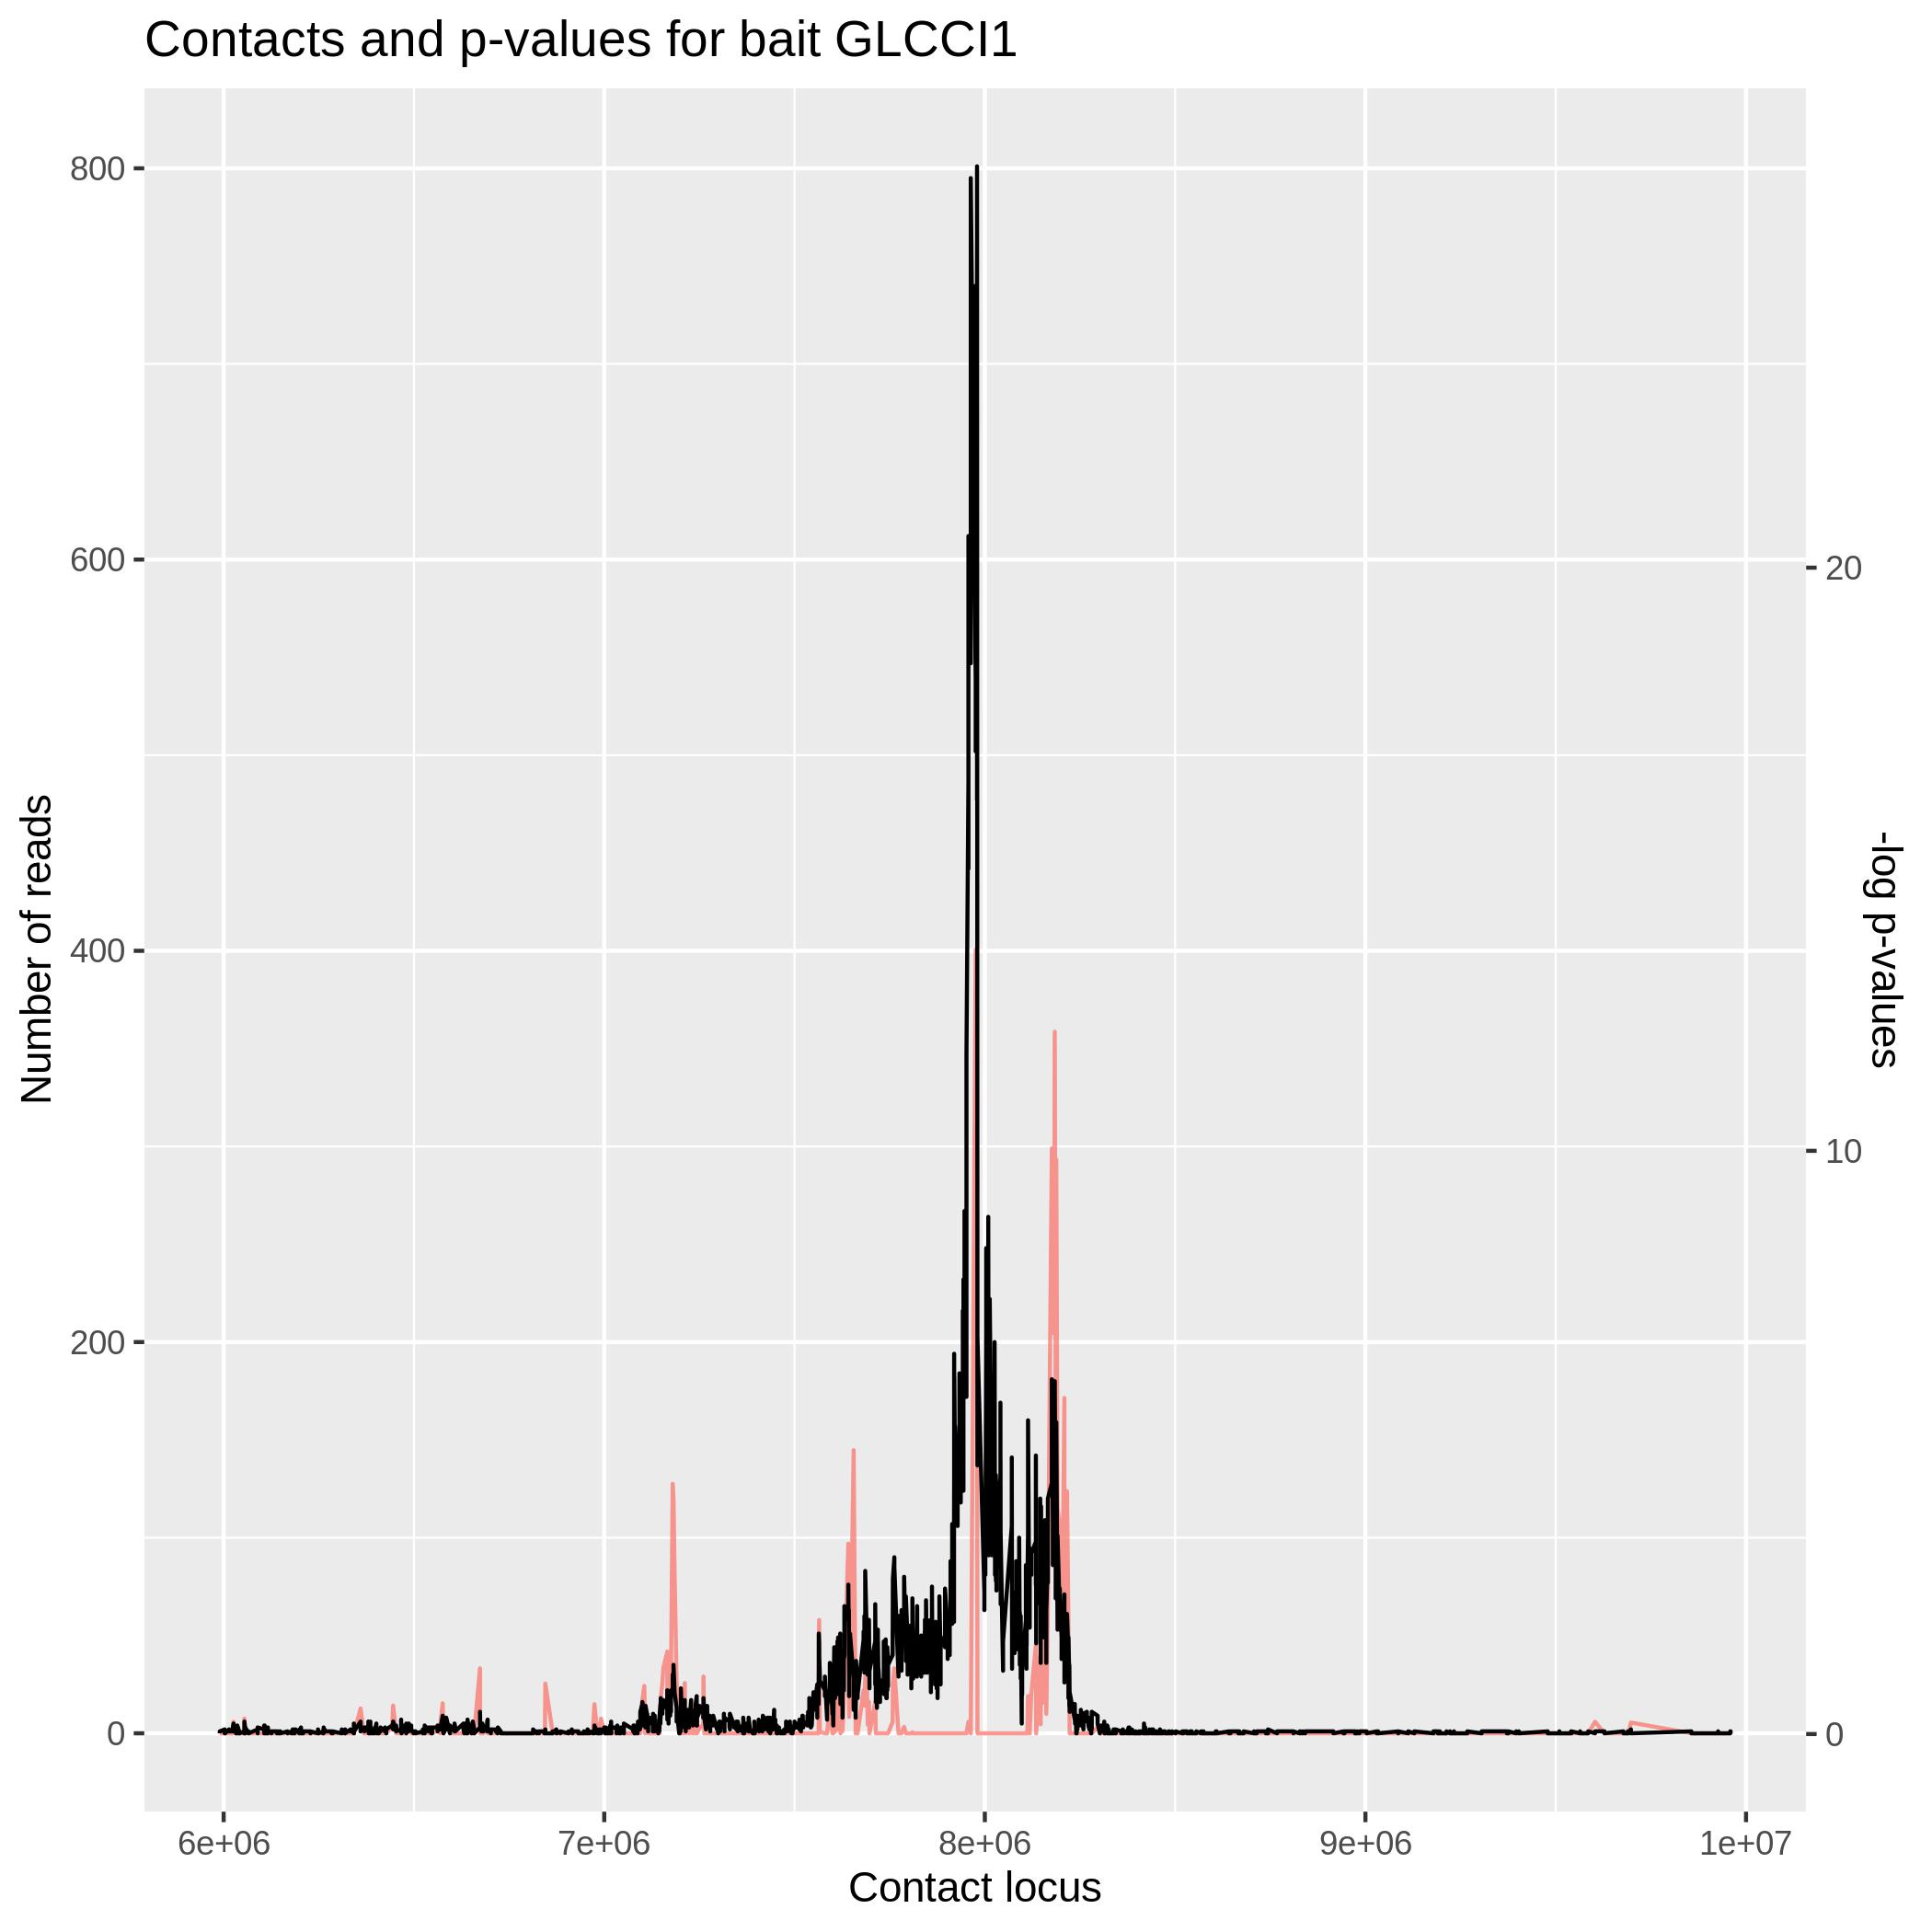 Contacts and p-values for bait GLCCI1
800
600
400
200
0
Number of reads
20
10
0
-log p-values
6e+06
7e+06
8e+06
9e+06
1e+07
Contact locus